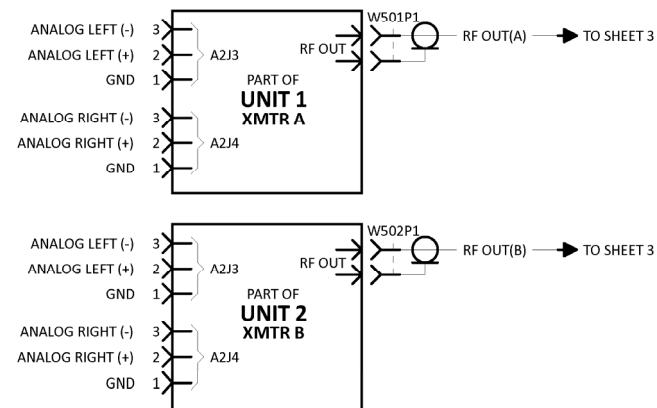 W501P1
ANALOG LEFT (-) 3
RF OUT(A) TO SHEET 3
ANALOG LEFT (+) 2 A2J3 RF OUT
GND 1 PART OF
UNIT 1
ANALOG RIGHT (-) 3 XMTR A
ANALOG RIGHT (+) 2 A2J4
GND 1
W502P1
ANALOG LEFT (-) 3
RF OUT(B) TO SHEET 3
ANALOG LEFT (+) 2 A2J3 RF OUT
GND 1 PART OF
UNIT 2
ANALOG RIGHT (-) 3 XMTR B
ANALOG RIGHT (+) 2 A2J4
GND 1